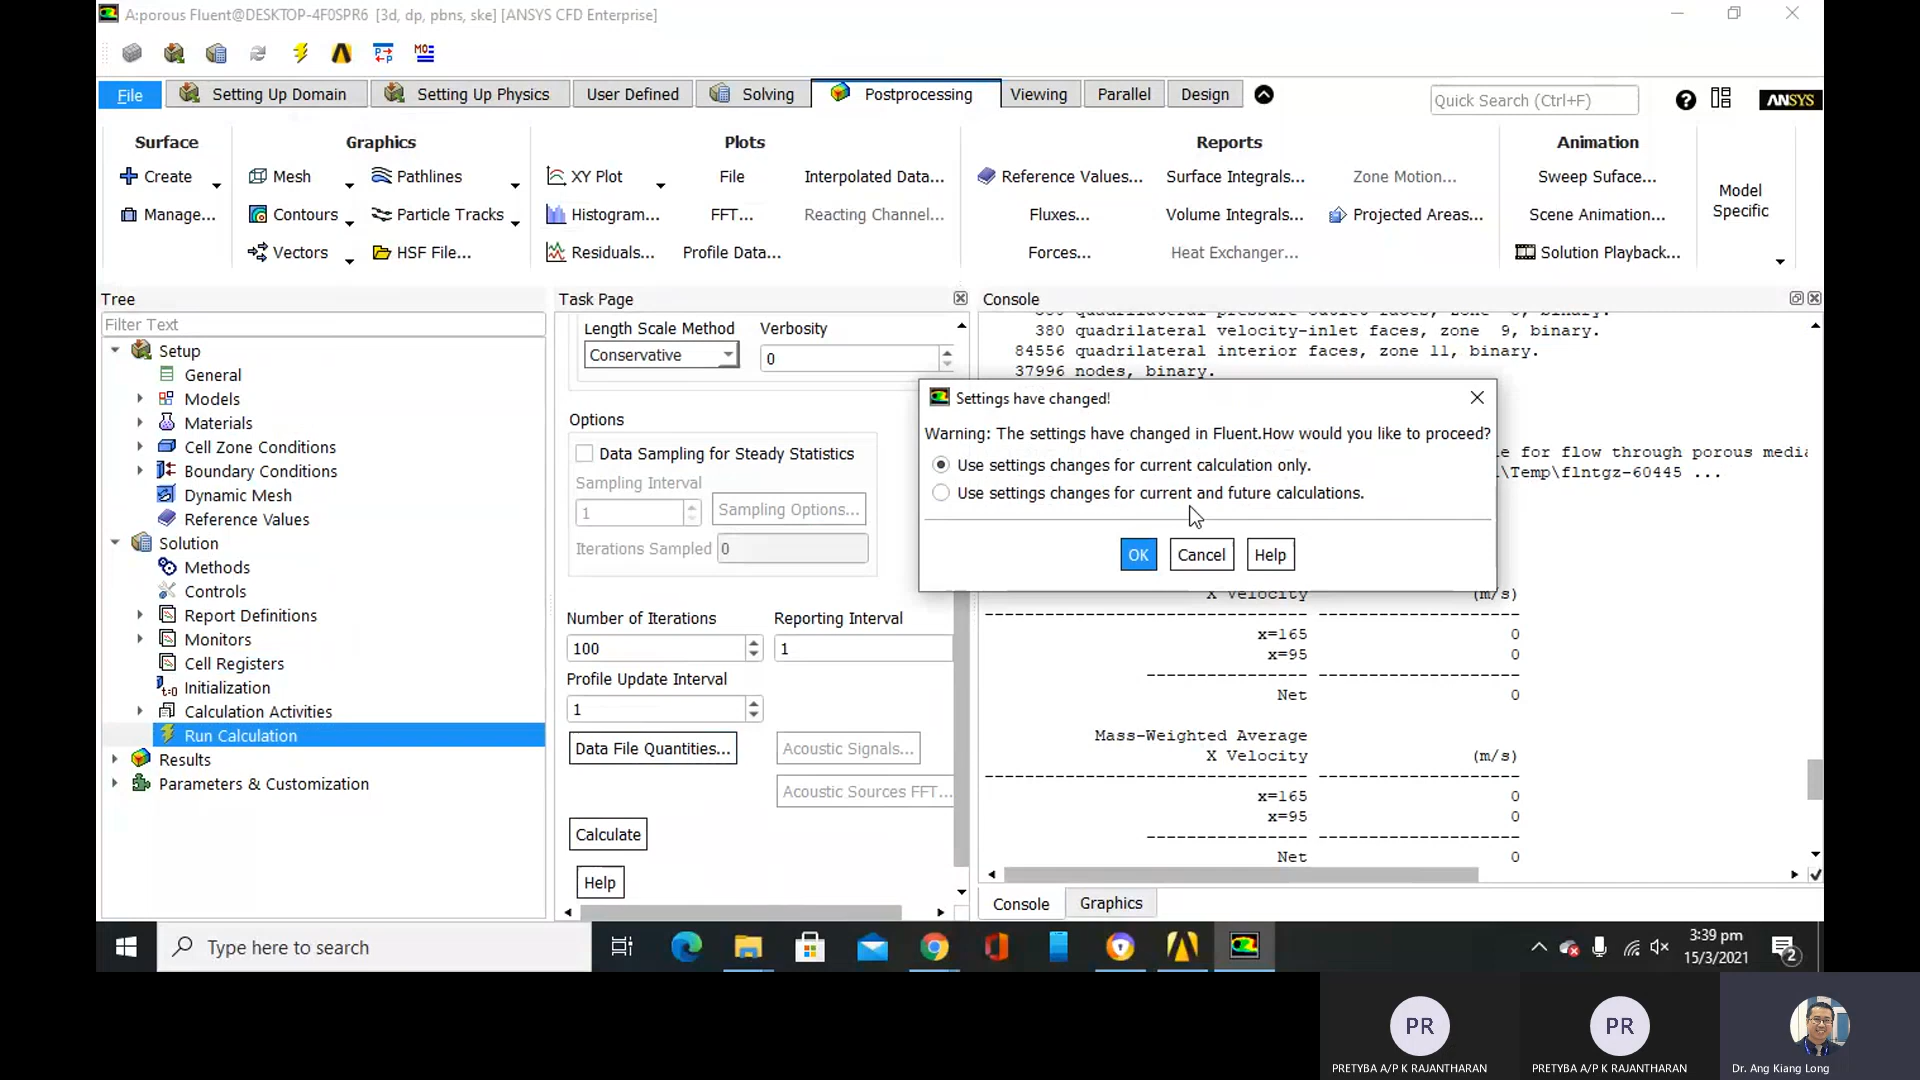 A:porous Fluent@DESKTOP-4F0SPR6 [3d, dp, pbns, ske] [ANSYS CFD Enterprise]
File
Setting Up Domain
Setting Up Physics
User Defined
Solving
Postprocessing
Viewing
Parallel
Design
Quick Search (Ctrl+F)
ANSYS
Surface
Create
Manage...
Graphics
Mesh
Pathlines
Contours
Particle Tracks
Vectors
HSF File...
Plots
XY Plot
File
Interpolated Data...
Histogram...
FFT...
Reacting Channel...
Residuals...
Profile Data...
Reports
Reference Values...
Surface Integrals...
Zone Motion...
Fluxes...
Volume Integrals...
Projected Areas...
Forces...
Heat Exchanger...
Animation
Sweep Suface...
Scene Animation...
Solution Playback...
Model
Specific
Tree
Filter Text
Setup
General
Models
Materials
Cell Zone Conditions
Boundary Conditions
Dynamic Mesh
Reference Values
Solution
Methods
Controls
Report Definitions
Monitors
Cell Registers
Initialization
Calculation Activities
Run Calculation
Results
Parameters & Customization
Task Page
Length Scale Method Verbosity
Conservative 0
Options
Data Sampling for Steady Statistics
Sampling Interval
1 Sampling Options...
Iterations Sampled 0
Number of Iterations Reporting Interval
100 1
Profile Update Interval
1
Data File Quantities... Acoustic Signals...
Acoustic Sources FFT...
Calculate
Help
Console
380 quadrilateral velocity-inlet faces, zone 9, binary.
84556 quadrilateral interior faces, zone 11, binary.
37996 nodes, binary.
Settings have changed!
Warning: The settings have changed in Fluent.How would you like to proceed?
Use settings changes for current calculation only.
Use settings changes for current and future calculations.
OK Cancel Help
le for flow through porous media
\Temp\flntgz-60445 ...
X Velocity (m/s)
-------------------------------- --------------------
x=165 0
x=95 0
---------------- --------------------
Net 0
Mass-Weighted Average
X Velocity (m/s)
-------------------------------- --------------------
x=165 0
x=95 0
---------------- --------------------
Net 0
Console Graphics
Type here to search
3:39 pm
15/3/2021
2
PR
PRETYBA A/P K RAJANTHARAN
PR
PRETYBA A/P K RAJANTHARAN
Dr. Ang Kiang Long